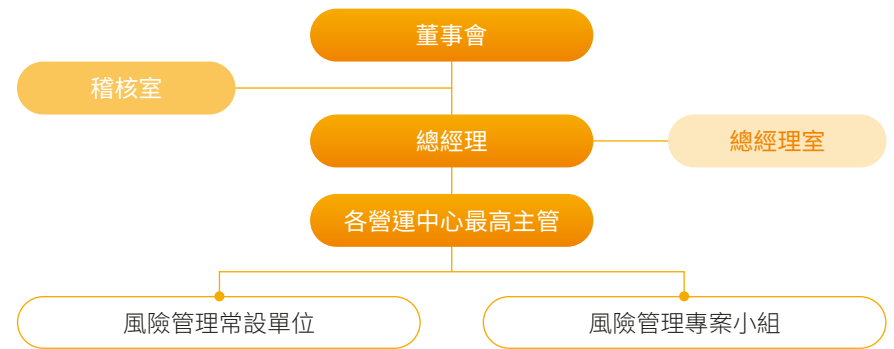 董事會
稽核室
總經理
總經理室
各營運中心最高主管
風險管理常設單位
風險管理專案小組